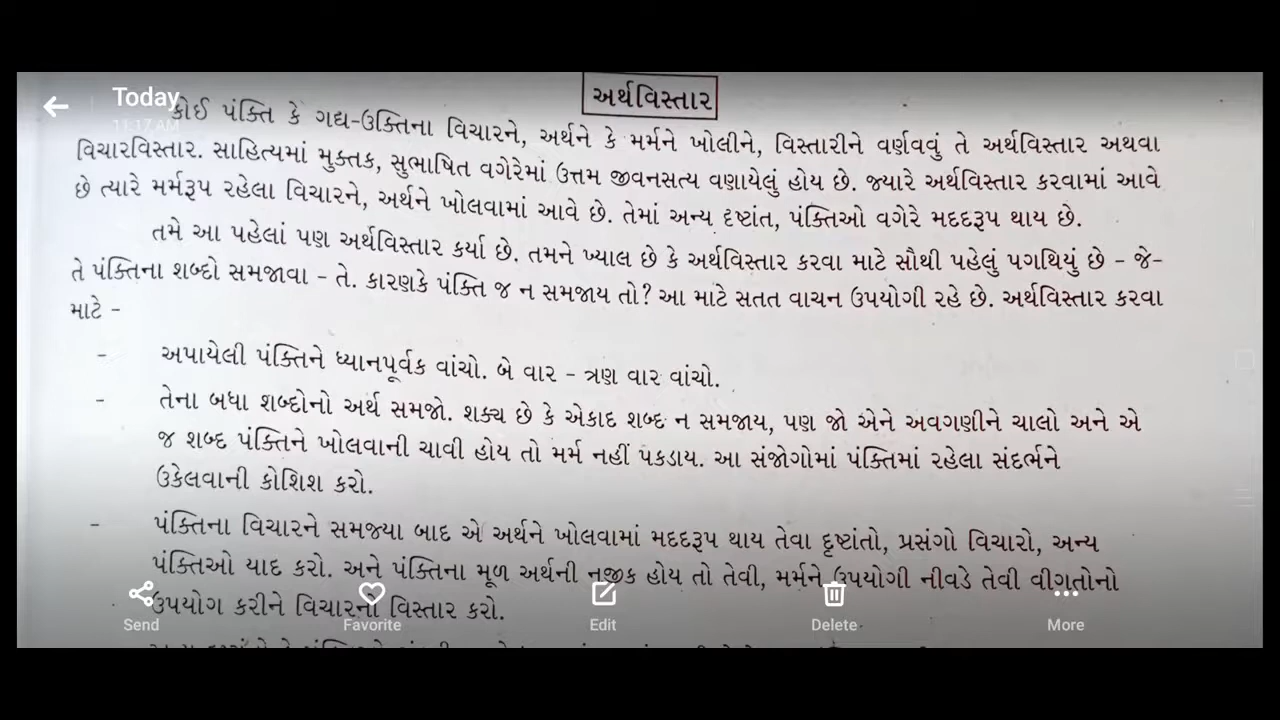 Today
11:17 AM
અર્થવિસ્તાર
કોઈ પંક્તિ કે ગદ્ય-ઉક્તિના વિચારને, અર્થને કે મર્મને ખોલીને, વિસ્તારીને વર્ણવવું તે અર્થવિસ્તાર અથવા
વિચારવિસ્તાર. સાહિત્યમાં મુક્તક, સુભાષિત વગેરેમાં ઉત્તમ જીવનસત્ય વણાયેલું હોય છે. જ્યારે અર્થવિસ્તાર કરવામાં આવે
છે ત્યારે મર્મરૂપ રહેલા વિચારને, અર્થને ખોલવામાં આવે છે. તેમાં અન્ય દૃષ્ટાંત, પંક્તિઓ વગેરે મદદરૂપ થાય છે.
તમે આ પહેલાં પણ અર્થવિસ્તાર કર્યા છે. તમને ખ્યાલ છે કે અર્થવિસ્તાર કરવા માટે સૌથી પહેલું પગથિયું છે - જે-
તે પંક્તિના શબ્દો સમજાવા - તે. કારણકે પંક્તિ જ ન સમજાય તો? આ માટે સતત વાચન ઉપયોગી રહે છે. અર્થવિસ્તાર કરવા
માટે -
- અપાયેલી પંક્તિને ધ્યાનપૂર્વક વાંચો. બે વાર - ત્રણ વાર વાંચો.
- તેના બધા શબ્દોનો અર્થ સમજો. શક્ય છે કે એકાદ શબ્દ ન સમજાય, પણ જો એને અવગણીને ચાલો અને એ
જ શબ્દ પંક્તિને ખોલવાની ચાવી હોય તો મર્મ નહીં પકડાય. આ સંજોગોમાં પંક્તિમાં રહેલા સંદર્ભને
ઉકેલવાની કોશિશ કરો.
- પંક્તિના વિચારને સમજ્યા બાદ એ અર્થને ખોલવામાં મદદરૂપ થાય તેવા દૃષ્ટાંતો, પ્રસંગો વિચારો, અન્ય
પંક્તિઓ યાદ કરો. અને પંક્તિના મૂળ અર્થની નજીક હોય તો તેવી, મર્મને ઉપયોગી નીવડે તેવી વીગતોનો
ઉપયોગ કરીને વિચારનો વિસ્તાર કરો.
Send Favorite Edit Delete More